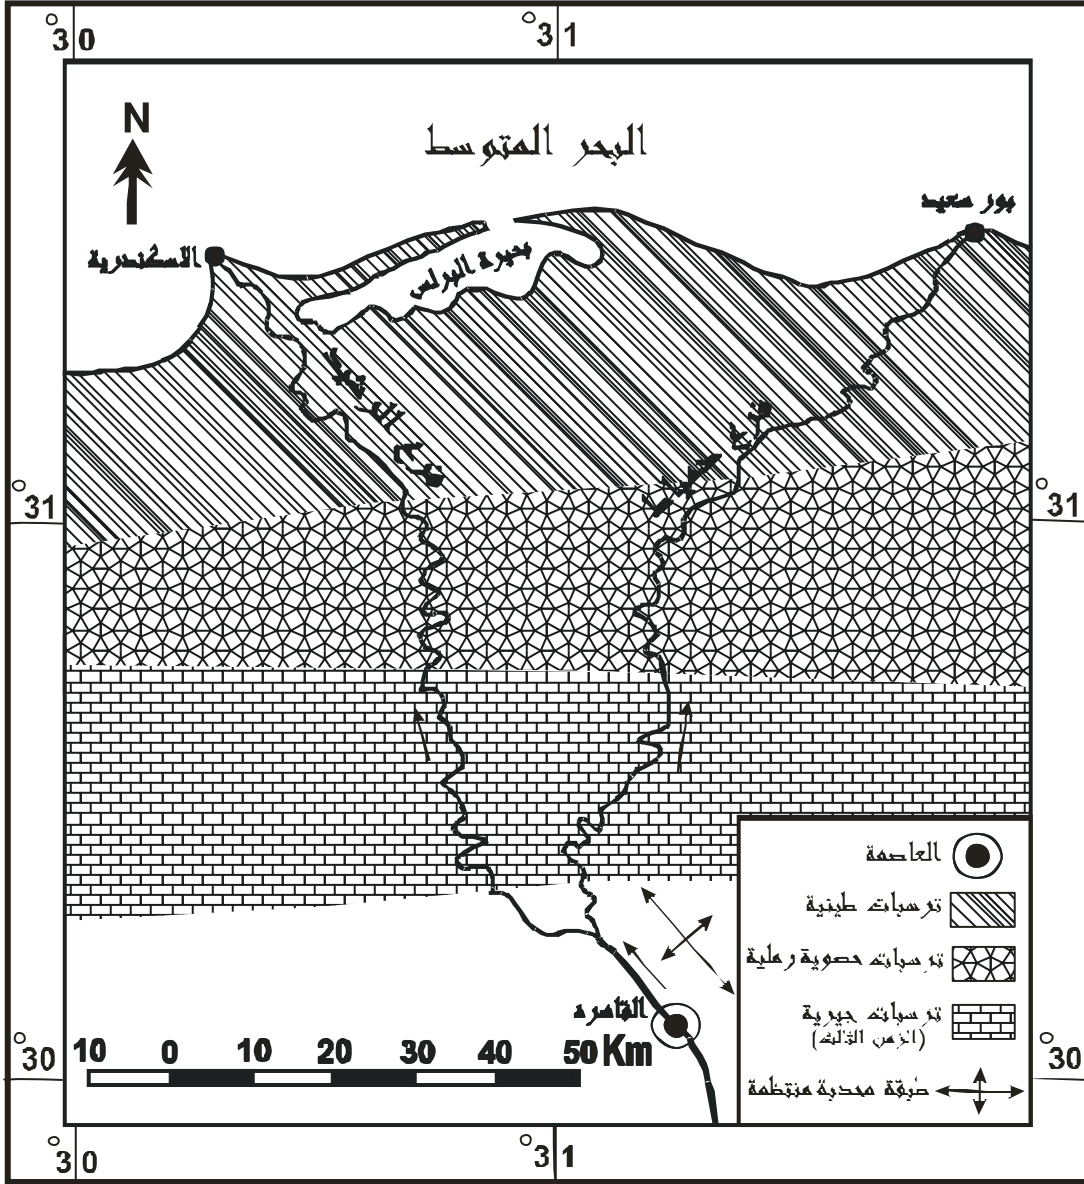 °30 °31
N
البحر المتوسط
بور سعيد
الاسكندرية
بحيرة البرلس
فرع الرشيد
فرع دمياط
31 °31
العاصمة
ترسبات طينية
ترسبات حصوية رملية
ترسبات جيرية
(الزمن الثالث)
طبقة محدبة منتظمة
القاهره
10 0 10 20 30 40 50 Km
°30 °30
°30 °31